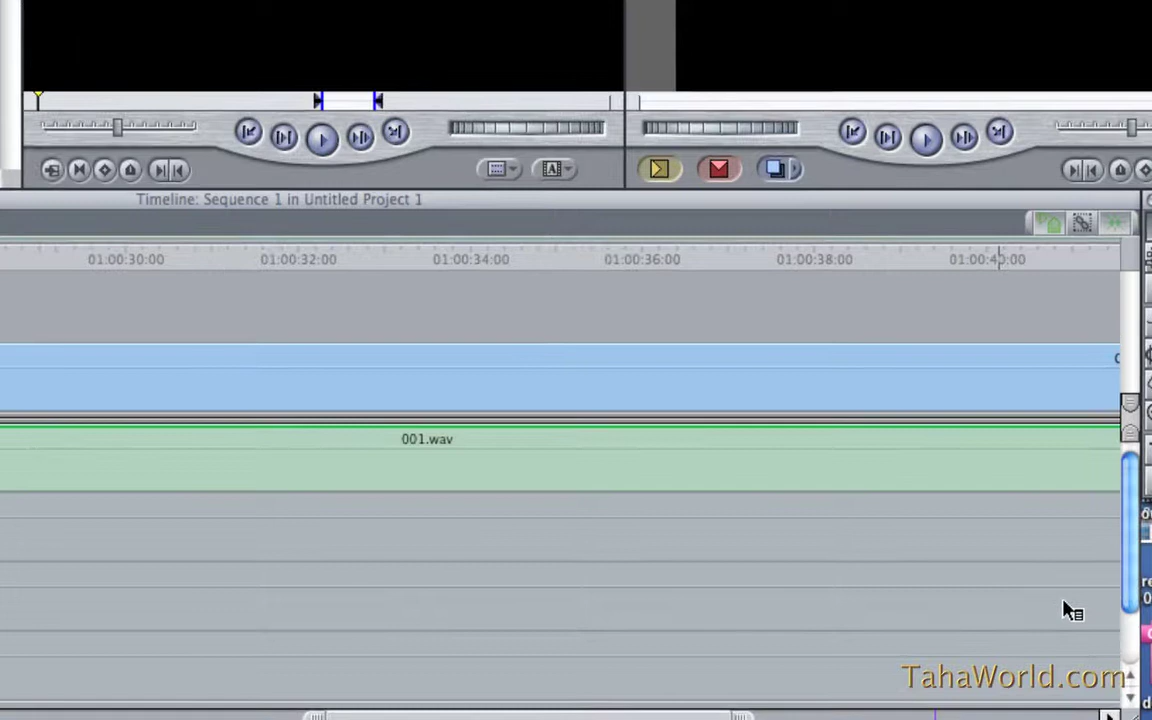 A
Timeline: Sequence 1 in Untitled Project 1
01:00:30:00 01:00:32:00 01:00:34:00 01:00:36:00 01:00:38:00 01:00:40:00
001.wav
TahaWorld.com